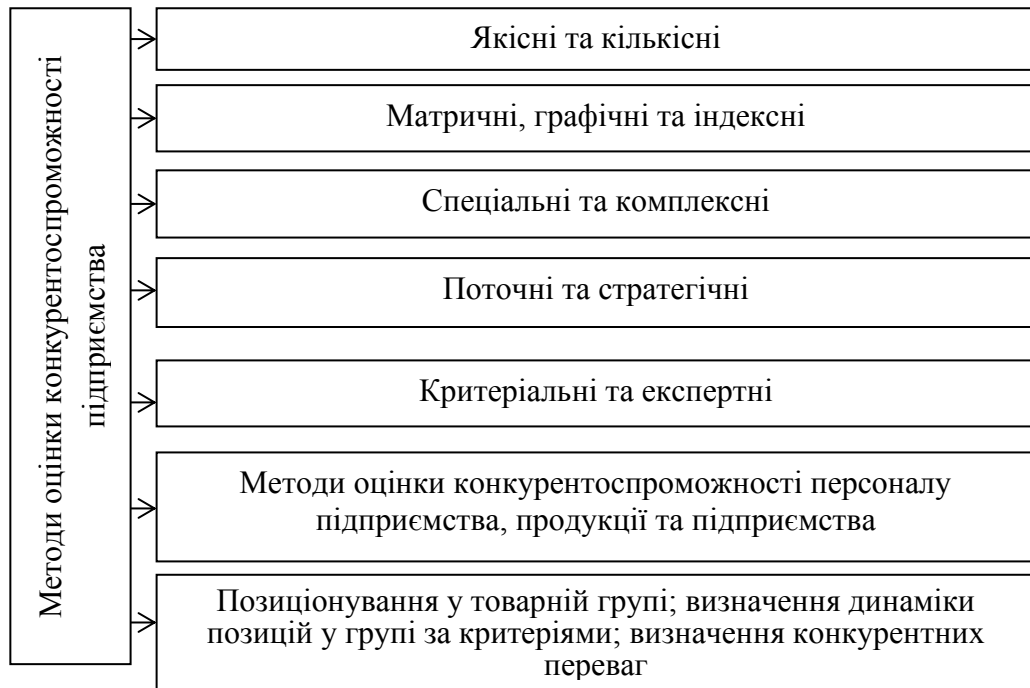 Методи оцінки конкурентоспроможності
підприємства
Якісні та кількісні
Матричні, графічні та індексні
Спеціальні та комплексні
Поточні та стратегічні
Критеріальні та експертні
Методи оцінки конкурентоспроможності персоналу
підприємства, продукції та підприємства
Позиціонування у товарній групі; визначення динаміки
позицій у групі за критеріями; визначення конкурентних
переваг